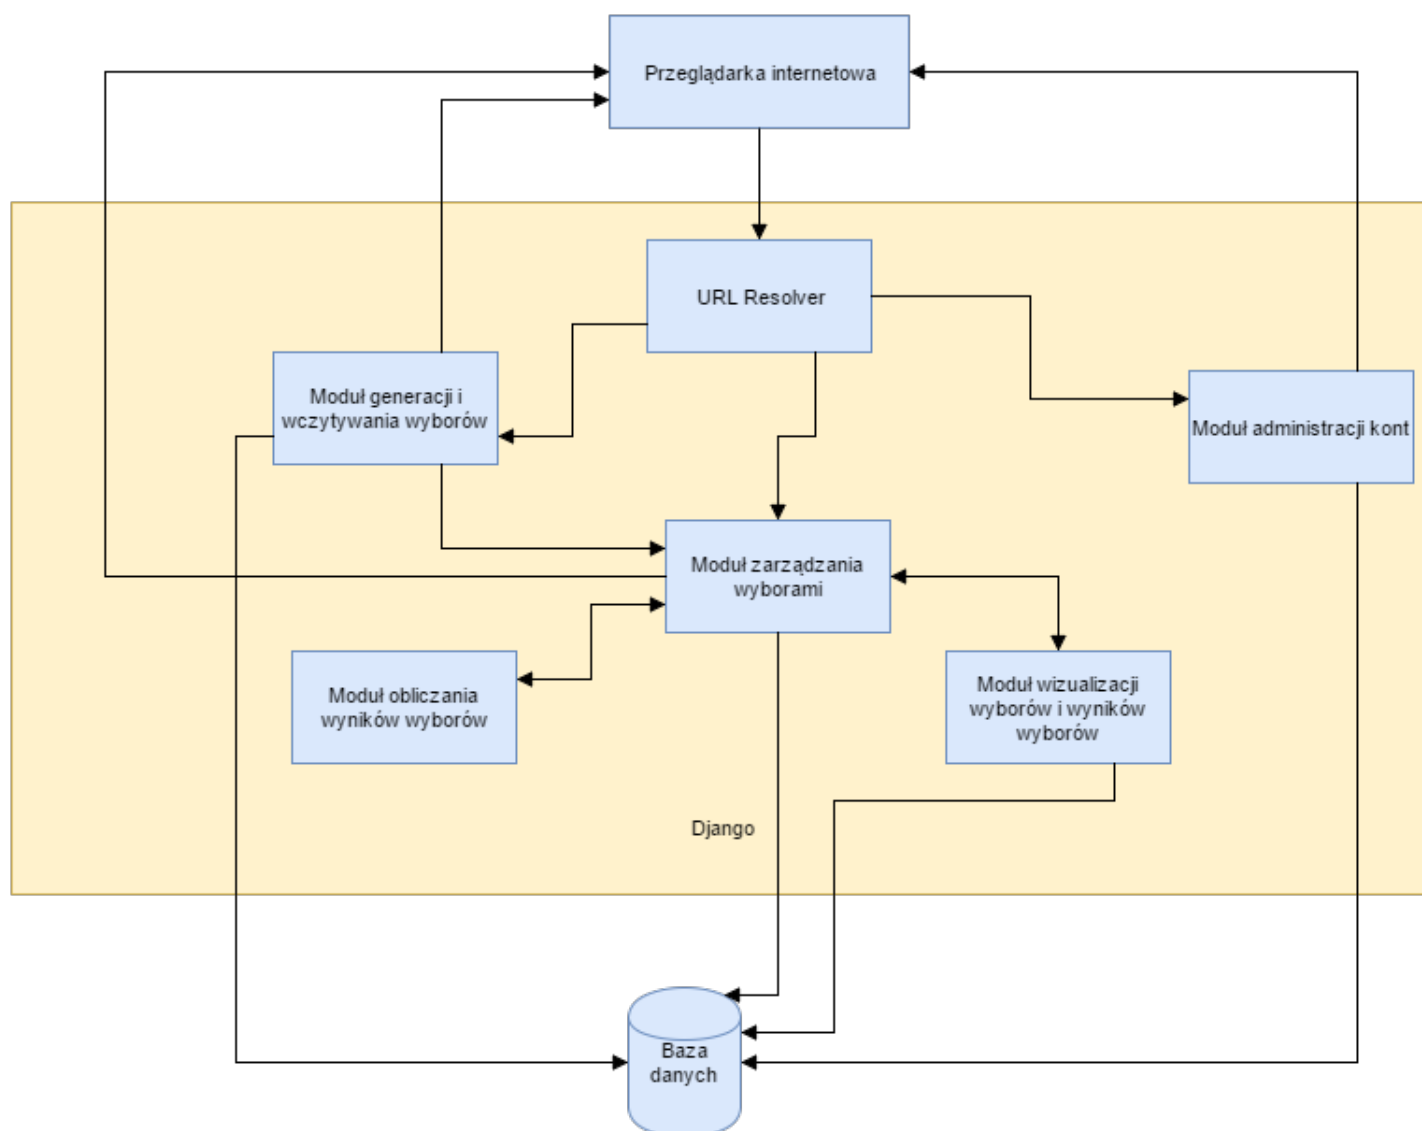 Przeglądarka internetowa
URL Resolver
Moduł generacji i
wczytywania wyborów
Moduł administracji kont
Moduł zarządzania
wyborami
Moduł obliczania
wyników wyborów
Moduł wizualizacji
wyborów i wyników
wyborów
Django
Baza
danych